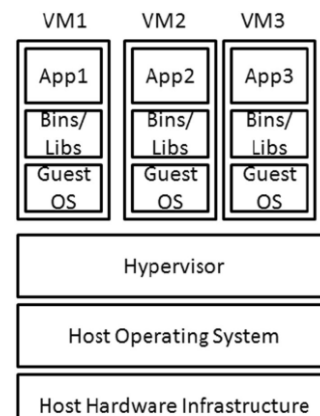 VM1 VM2 VM3
App1 App2 App3
Bins/ Bins/ Bins/
Libs Libs Libs
Guest Guest Guest
OS OS OS
Hypervisor
Host Operating System
Host Hardware Infrastructure